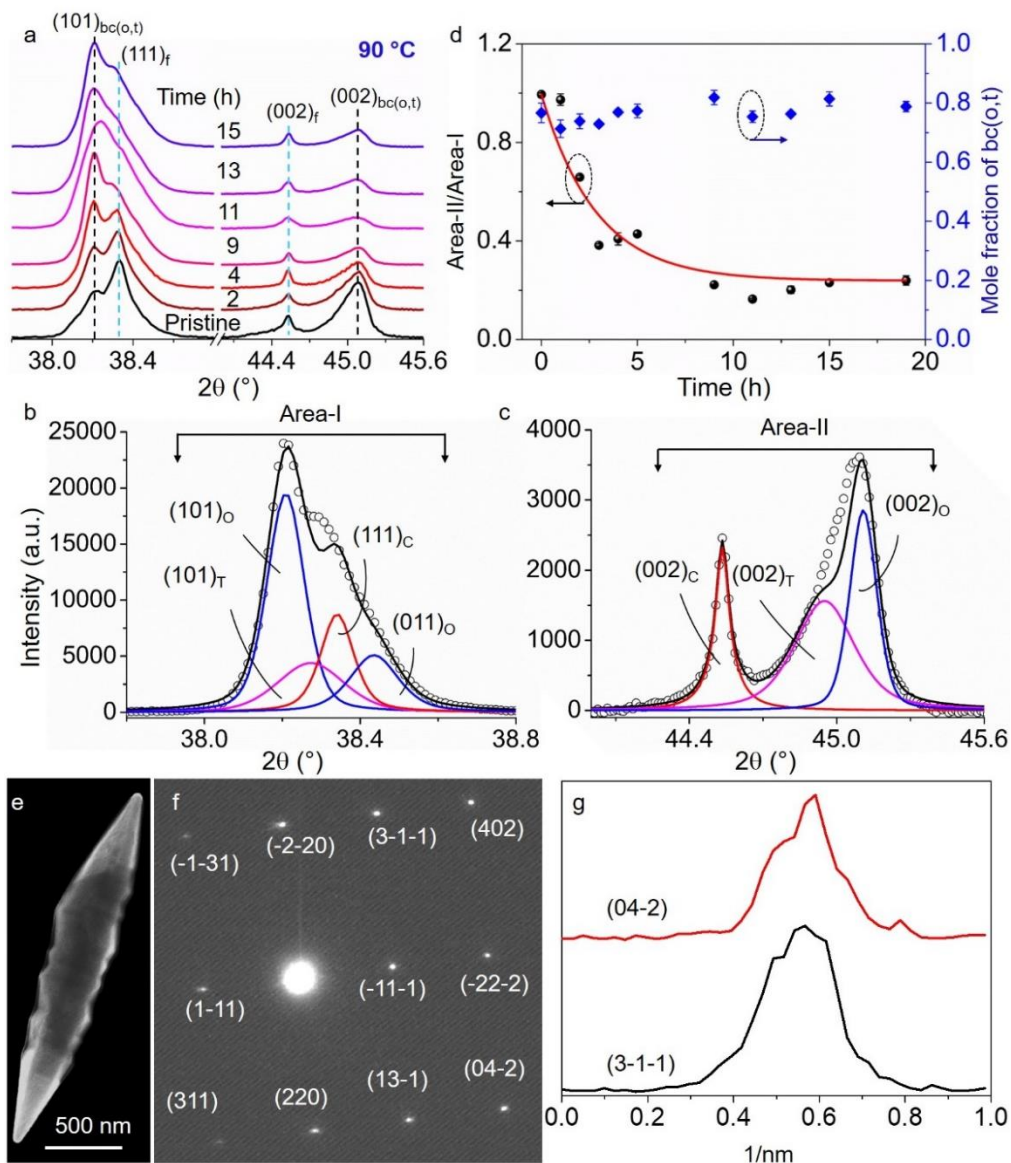 a
(101)bc(o,t)
(111)f
90 °C
Time (h)
(002)f
(002)bc(o,t)
15
13
11
9
4
2
Pristine
38.0 38.4 44.4 45.0 45.6
2θ (°)
d
1.2
0.8
0.4
0.0
Area-II/Area-I
1.0
0.8
0.6
0.4
0.2
0.0
Mole fraction of bc(o,t)
0 5 10 15 20
Time (h)
b
Area-I
25000
20000
15000
10000
5000
0
Intensity (a.u.)
(101)O
(111)C
(101)T
(011)O
38.0 38.4 38.8
2θ (°)
c
Area-II
4000
3000
2000
1000
0
(002)O
(002)C
(002)T
44.4 45.0 45.6
2θ (°)
e
500 nm
f
(-1-31)
(-2-20)
(3-1-1)
(402)
(1-11)
(-11-1)
(-22-2)
(311)
(220)
(13-1)
(04-2)
g
(04-2)
(3-1-1)
0.0 0.2 0.4 0.6 0.8 1.0
1/nm